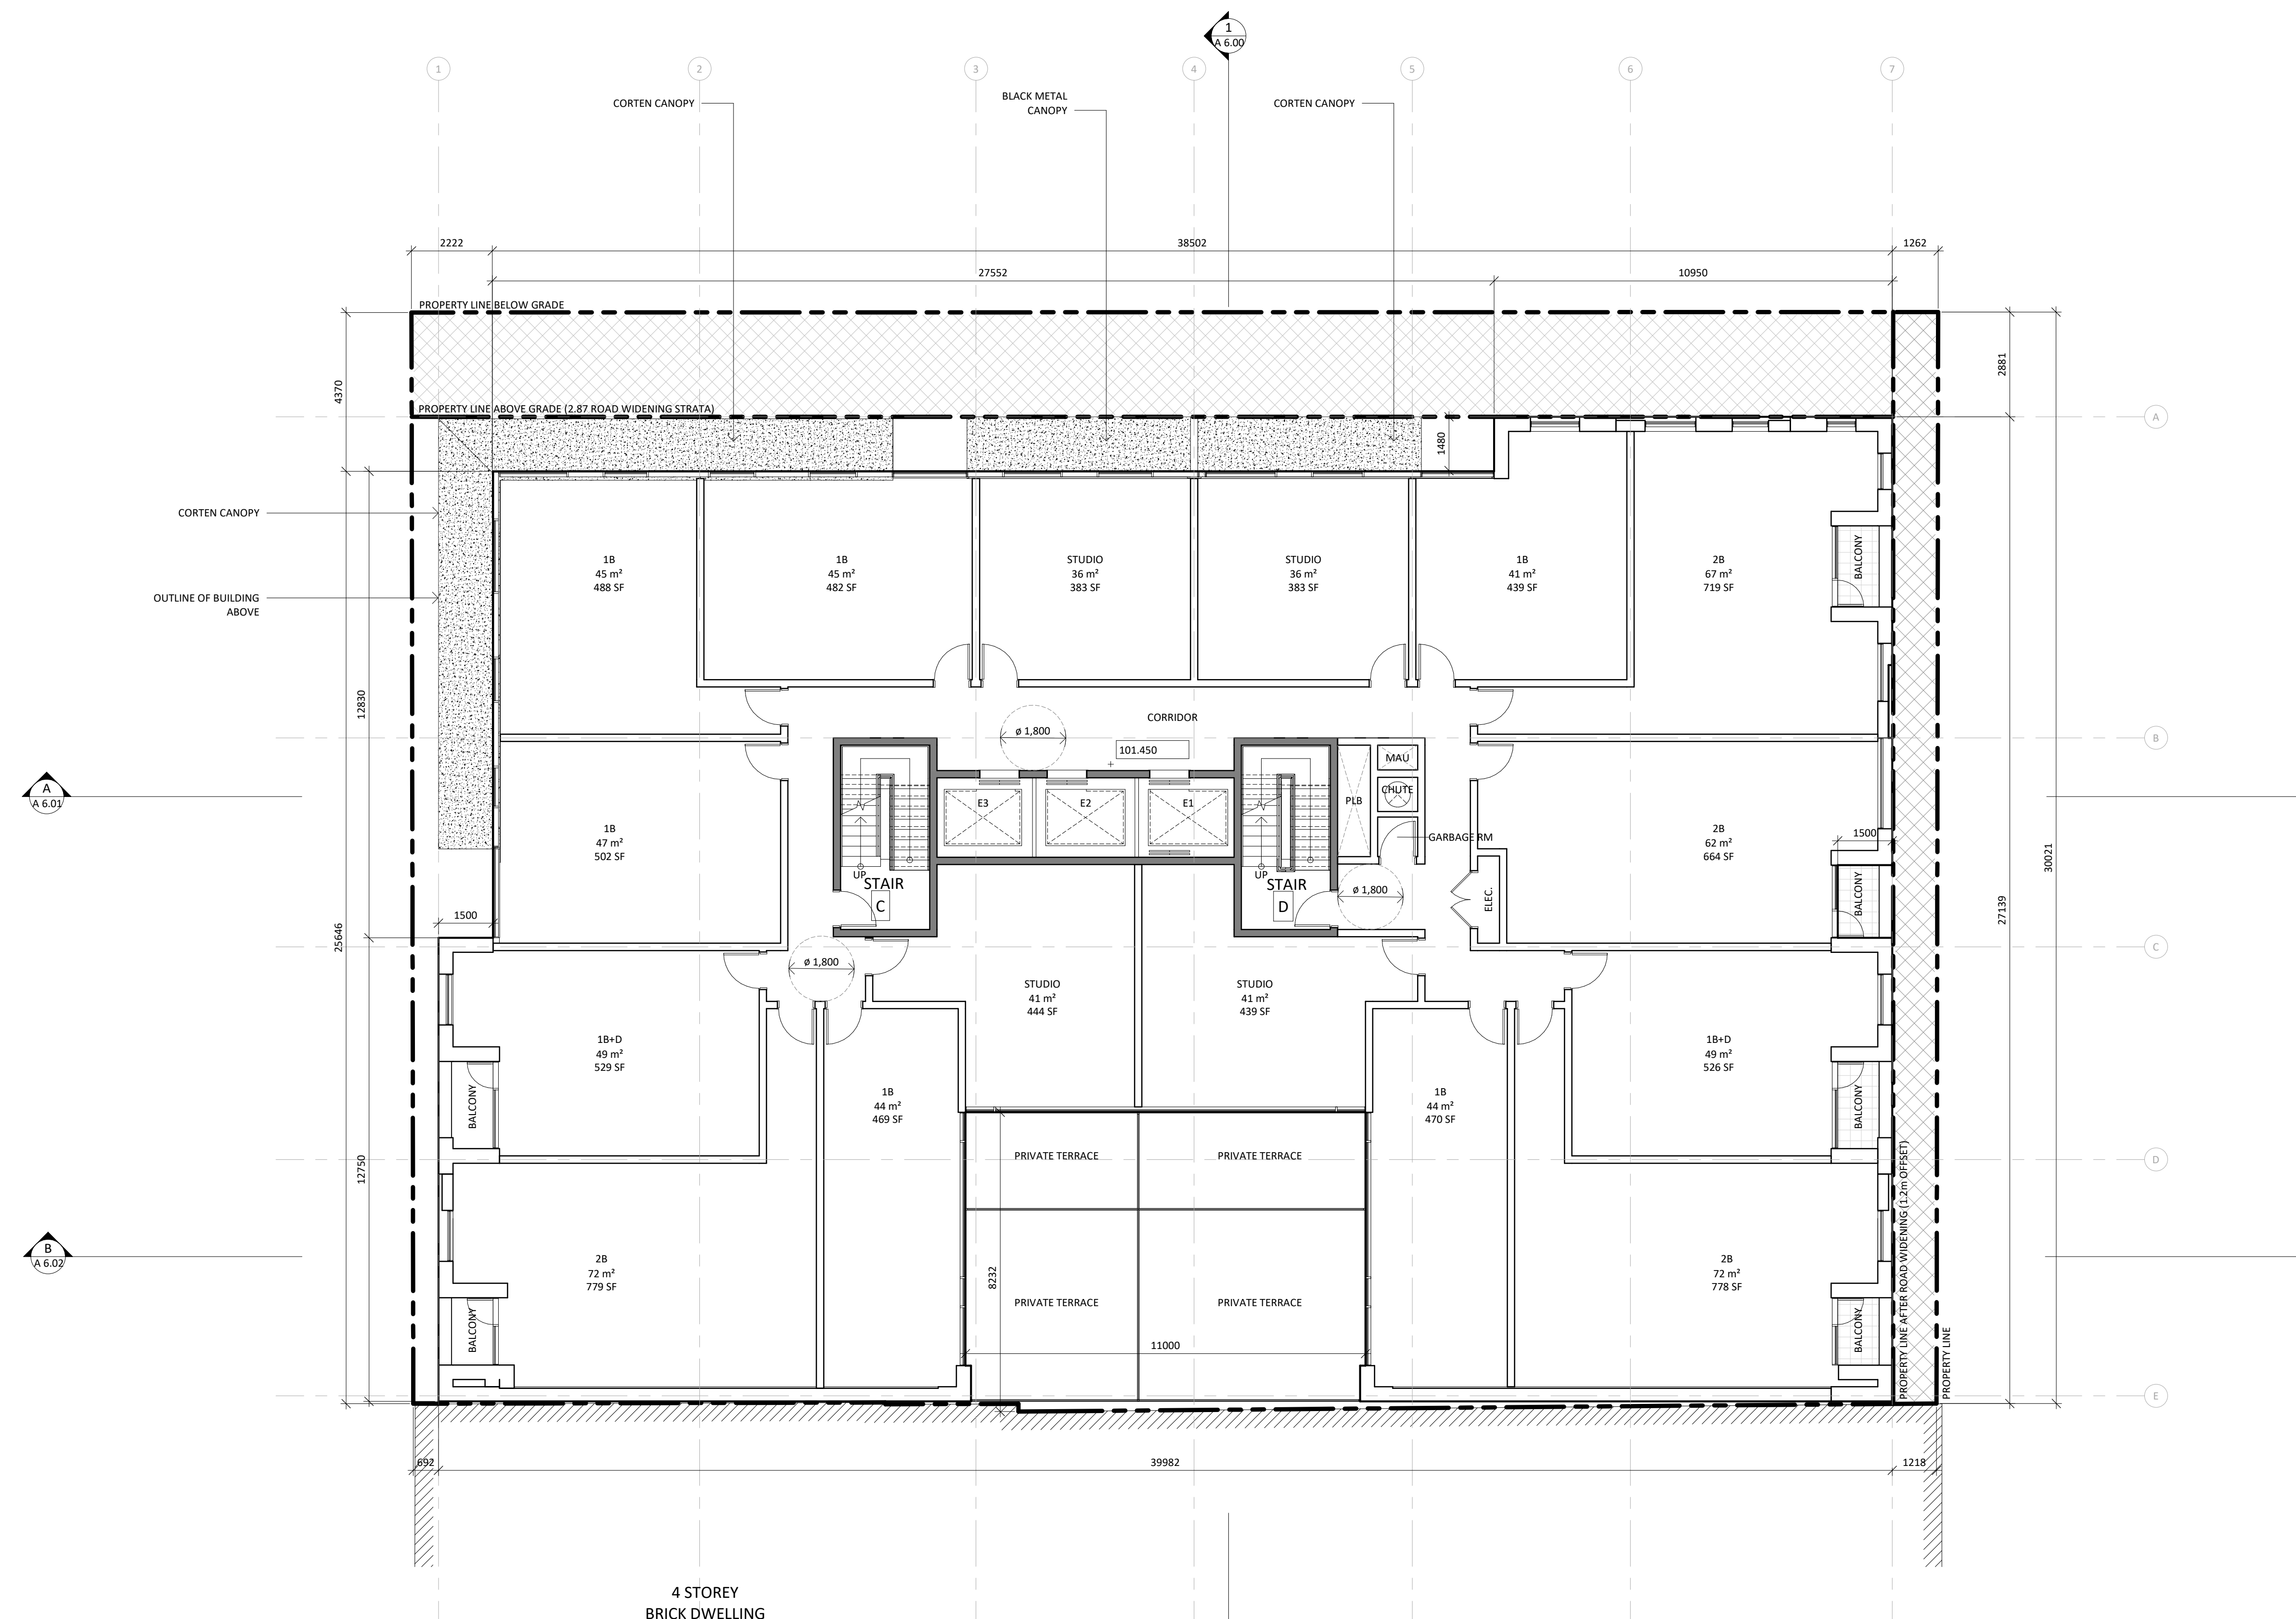 1
A 6.00
1
2
3
4
5
6
7
CORTEN CANOPY
BLACK METAL
CANOPY
CORTEN CANOPY
2222
38502
1262
27552
10950
PROPERTY LINE BELOW GRADE
4370
2881
PROPERTY LINE ABOVE GRADE (2.87 ROAD WIDENING STRATA)
A
1480
CORTEN CANOPY
OUTLINE OF BUILDING
ABOVE
1B
45 m²
488 SF
1B
45 m²
482 SF
STUDIO
36 m²
383 SF
STUDIO
36 m²
383 SF
1B
41 m²
439 SF
2B
67 m²
719 SF
BALCONY
12830
CORRIDOR
ø 1,800
101.450
B
A
A 6.01
1B
47 m²
502 SF
UP
STAIR
C
E3
E2
E1
UP
STAIR
D
PLB
MAU
CHUTE
GARBAGE RM
ø 1,800
ELEC.
2B
62 m²
664 SF
1500
BALCONY
30021
27139
1500
25646
C
ø 1,800
STUDIO
41 m²
444 SF
STUDIO
41 m²
439 SF
1B+D
49 m²
529 SF
BALCONY
1B
44 m²
469 SF
1B
44 m²
470 SF
1B+D
49 m²
526 SF
BALCONY
12750
PRIVATE TERRACE
PRIVATE TERRACE
D
B
A 6.02
2B
72 m²
779 SF
BALCONY
8232
PRIVATE TERRACE
PRIVATE TERRACE
11000
2B
72 m²
778 SF
BALCONY
PROPERTY LINE AFTER ROAD WIDENING (1.2m OFFSET)
PROPERTY LINE
E
692
39982
1218
4 STOREY
BRICK DWELLING